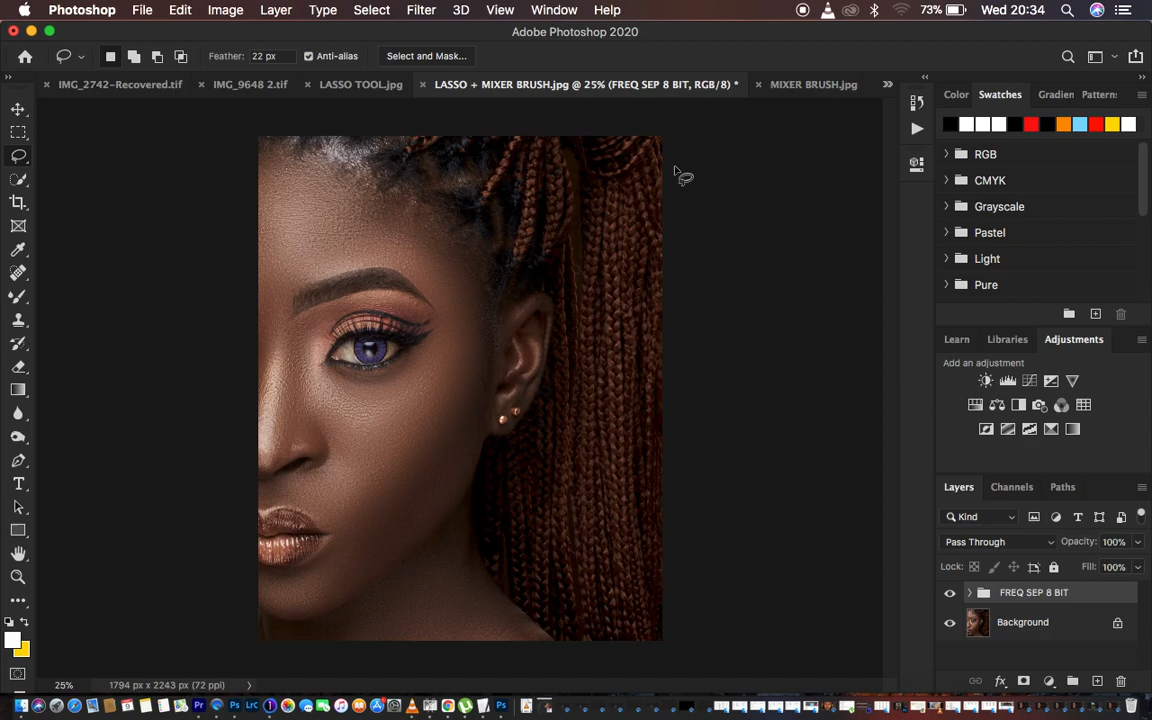 Photoshop File Edit Image Layer Type Select Filter 3D View Window Help 73% Wed 20:34
Adobe Photoshop 2020
Feather: 22 px Anti-alias Select and Mask...
IMG_2742-Recovered.tif IMG_9648 2.tif LASSO TOOL.jpg LASSO + MIXER BRUSH.jpg @ 25% (FREQ SEP 8 BIT, RGB/8) * MIXER BRUSH.jpg
Color Swatches Gradien Pattern:
RGB
CMYK
Grayscale
Pastel
Light
Pure
Learn Libraries Adjustments
Add an adjustment
Layers Channels Paths
Kind
Pass Through Opacity: 100%
Lock: Fill: 100%
FREQ SEP 8 BIT
Background
25% 1794 px x 2243 px (72 ppi)